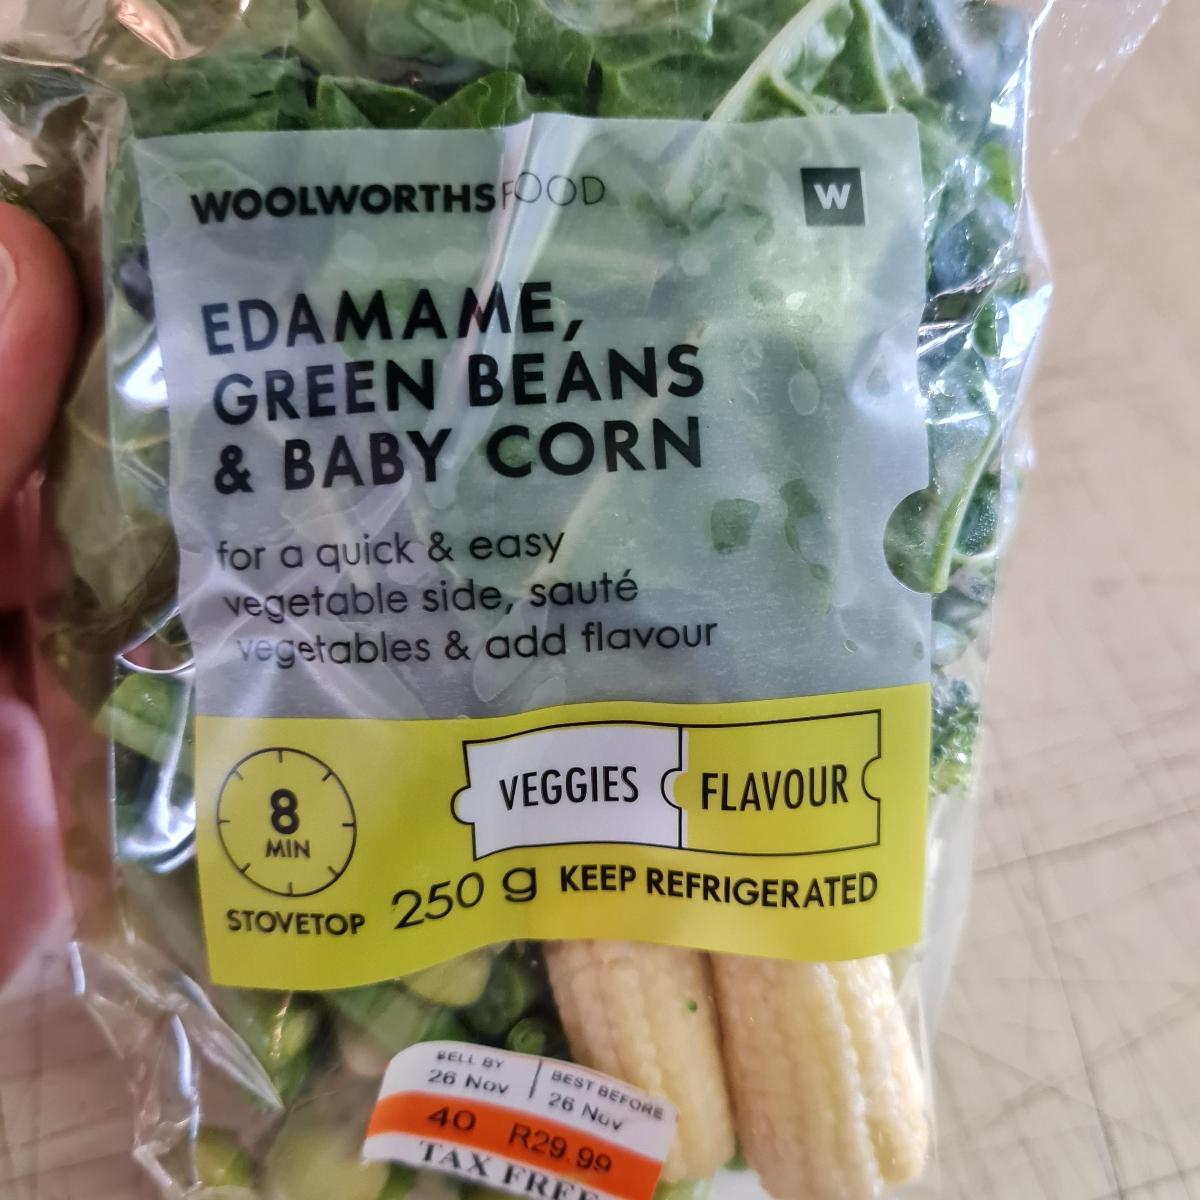 WOOLWORTHSFOOD
W
EDAMAME,
GREEN BEANS
& BABY CORN
for a quick & easy
vegetable side, sauté
vegetables & add flavour
8
MIN
STOVETOP
VEGGIES FLAVOUR
250 g KEEP REFRIGERATED
SELL BY BEST BEFORE
26 Nov 26 Nov
40 R29.99
TAX FREE